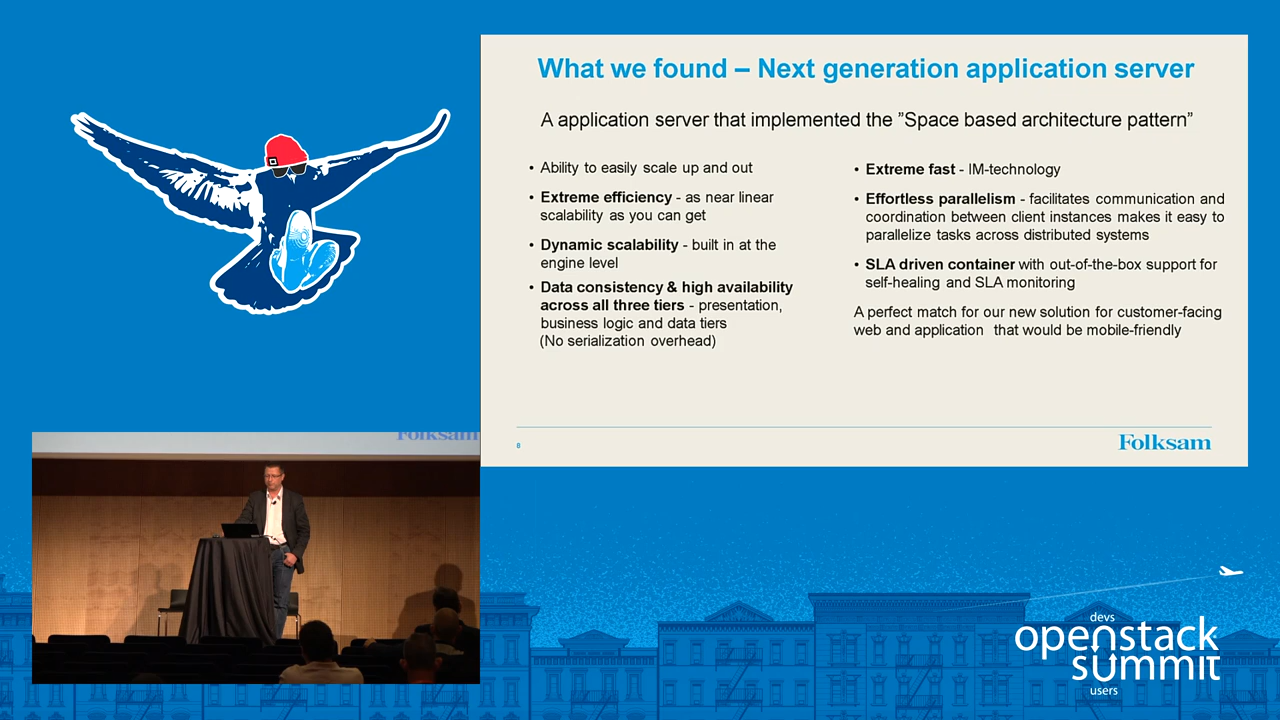 What we found – Next generation application server
A application server that implemented the ”Space based architecture pattern”
• Ability to easily scale up and out
• Extreme efficiency - as near linear
scalability as you can get
• Dynamic scalability - built in at the
engine level
• Data consistency & high availability
across all three tiers - presentation,
business logic and data tiers
(No serialization overhead)
• Extreme fast - IM-technology
• Effortless parallelism - facilitates communication and
coordination between client instances makes it easy to
parallelize tasks across distributed systems
• SLA driven container with out-of-the-box support for
self-healing and SLA monitoring
A perfect match for our new solution for customer-facing
web and application that would be mobile-friendly
8
Folksam
Folksam
devs
openstack
summit
users